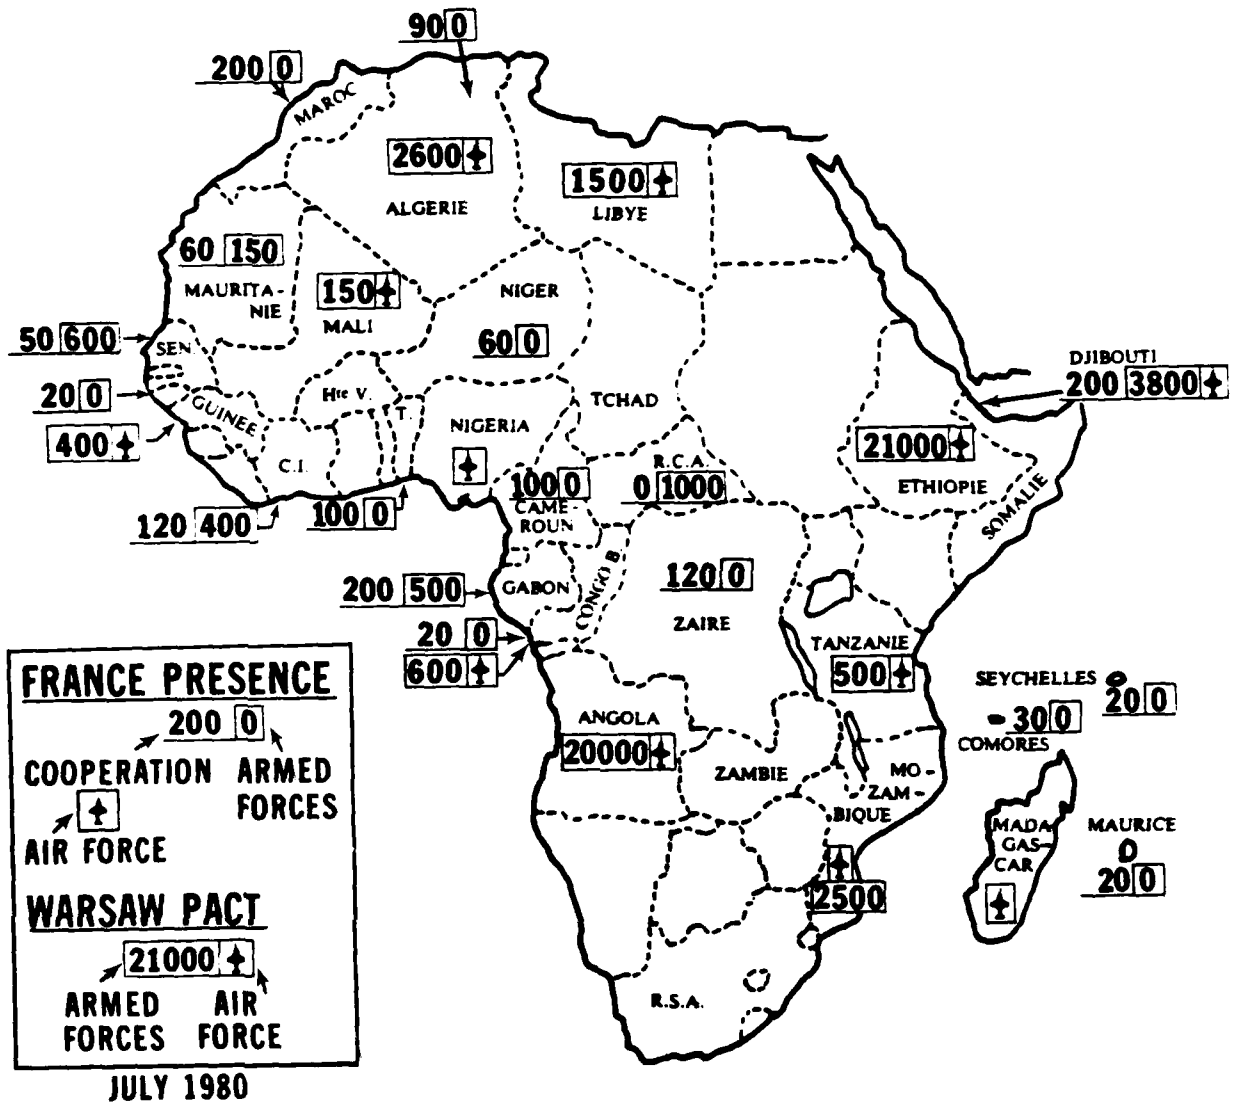 90 0
200 0
MAROC
2600
ALGERIE
1500
LIBYE
60 150
MAURITA-
NIE
150
MALI
NIGER
60 0
50 600
SEN.
20 0
GUINEE
400
Hte V.
T.
C.I.
NIGERIA
TCHAD
DJIBOUTI
200 3800
21000
ETHIOPIE
SOMALIE
R.C.A.
0 1000
100 0
CAME-
ROUN
120 400
100 0
200 500
GABON
CONGO B.
120 0
ZAIRE
20 0
600
TANZANIE
500
SEYCHELLES
20 0
30 0
COMORES
ANGOLA
20000
ZAMBIE
MO-
ZAM-
BIQUE
2500
MADA
GAS-
CAR
MAURICE
20 0
R.S.A.
FRANCE PRESENCE
200 0
COOPERATION ARMED
FORCES
AIR FORCE
WARSAW PACT
21000
ARMED AIR
FORCES FORCE
JULY 1980